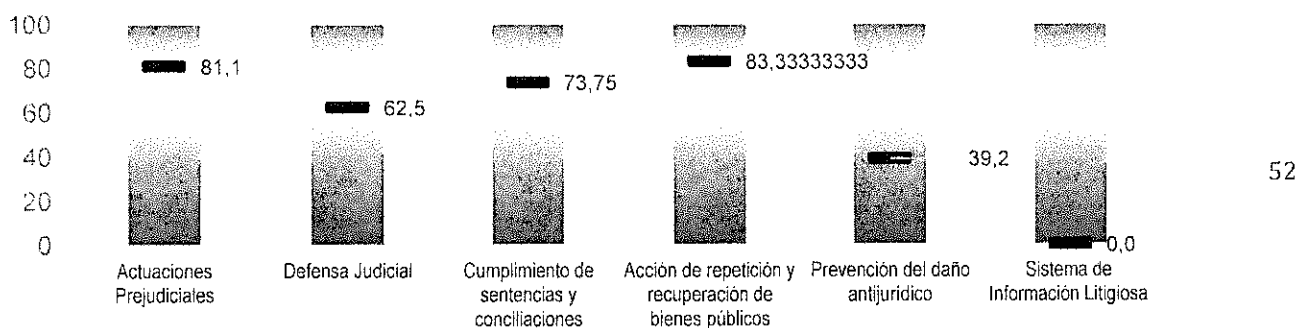 100
80
60
40
20
0
81,1
62,5
73,75
83,33333333
39,2
0,0
52
Actuaciones
Prejudiciales
Defensa Judicial
Cumplimiento de
sentencias y
conciliaciones
Acción de repetición y
recuperación de
bienes públicos
Prevención del daño
antijurídico
Sistema de
Información Litigiosa